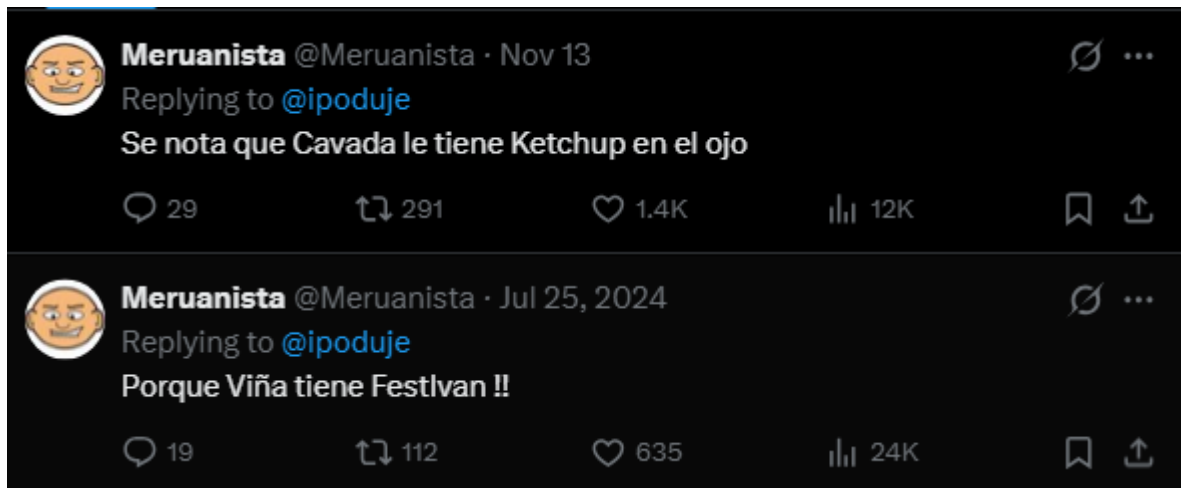 Meruanista @Meruanista · Nov 13
Replying to @ipoduje
Se nota que Cavada le tiene Ketchup en el ojo
29 291 1.4K 12K
Meruanista @Meruanista · Jul 25, 2024
Replying to @ipoduje
Porque Viña tiene FestIvan !!
19 112 635 24K